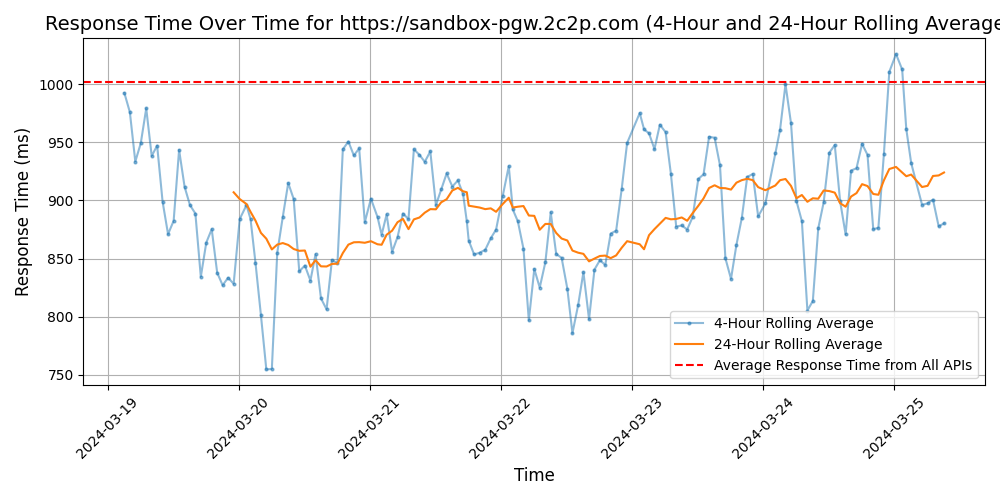 Response Time Over Time for https://sandbox-pgw.2c2p.com (4-Hour and 24-Hour Rolling Average
Response Time (ms)
1000
950
900
850
800
750
4-Hour Rolling Average
24-Hour Rolling Average
Average Response Time from All APIs
2024-03-19
2024-03-20
2024-03-21
2024-03-22
2024-03-23
2024-03-24
2024-03-25
Time